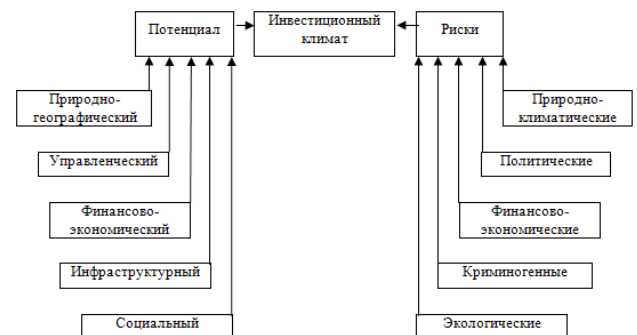 Потенциал
Инвестиционный
климат
Риски
Природно-
географический
Природно-
климатические
Управленческий
Политические
Финансово-
экономический
Финансово-
экономические
Инфраструктурный
Криминогенные
Социальный
Экологические